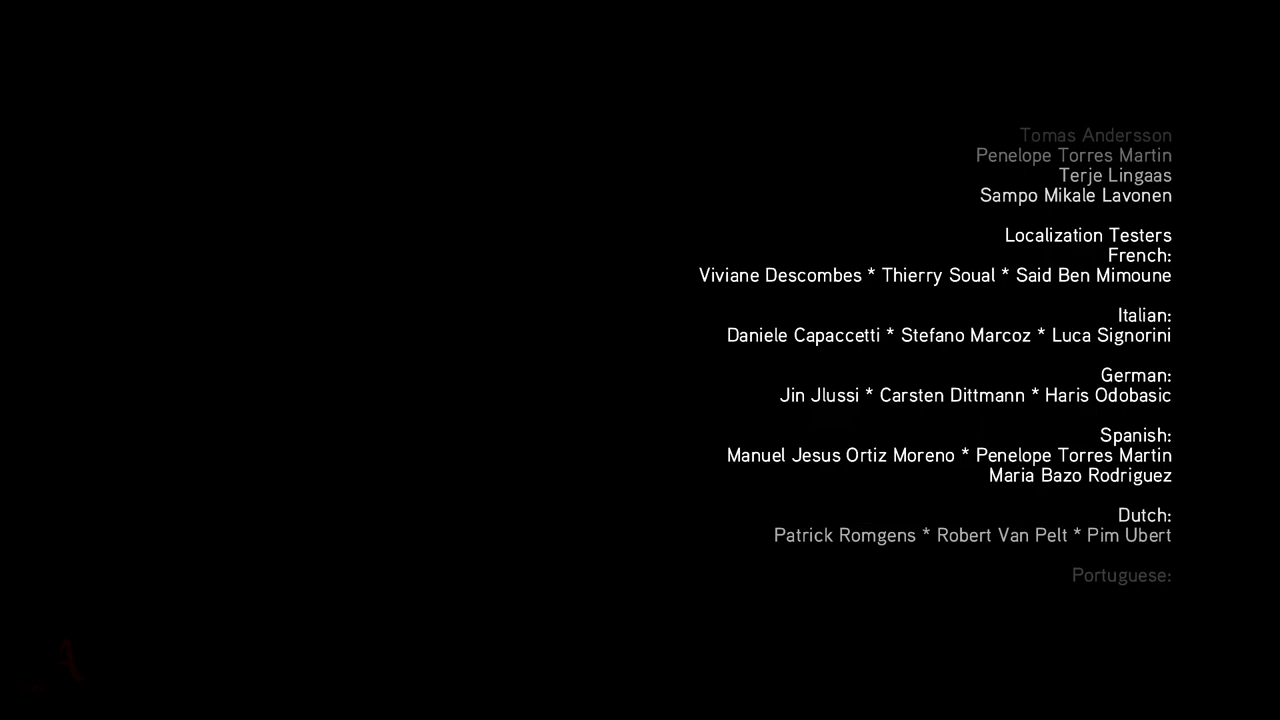 Tomas Andersson
Penelope Torres Martin
Terje Lingaas
Sampo Mikale Lavonen
Localization Testers
French:
Viviane Descombes * Thierry Soual * Said Ben Mimoune
Italian:
Daniele Capaccetti * Stefano Marcoz * Luca Signorini
German:
Jin Jlussi * Carsten Dittmann * Haris Odobasic
Spanish:
Manuel Jesus Ortiz Moreno * Penelope Torres Martin
Maria Bazo Rodriguez
Dutch:
Patrick Romgens * Robert Van Pelt * Pim Ubert
Portuguese: